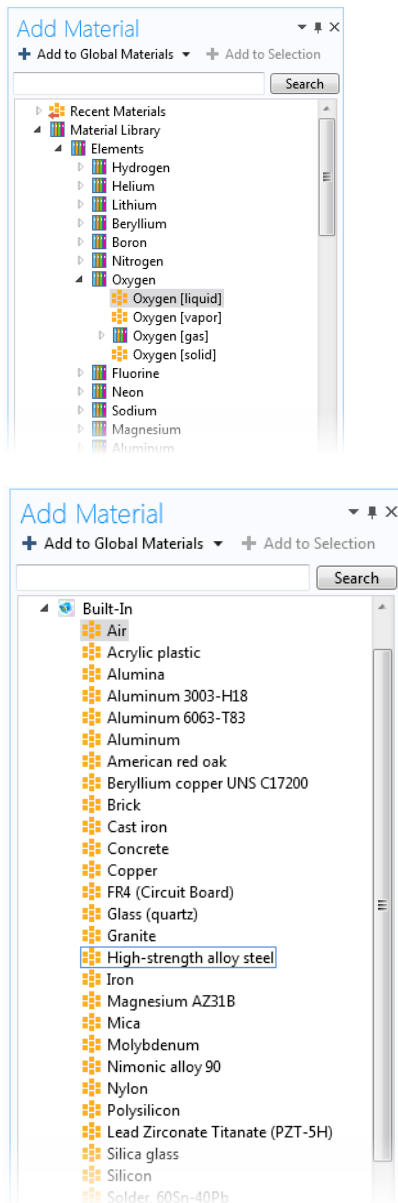 Add Material
Add to Global Materials Add to Selection
Search
Recent Materials
Material Library
Elements
Hydrogen
Helium
Lithium
Beryllium
Boron
Nitrogen
Oxygen
Oxygen [liquid]
Oxygen [vapor]
Oxygen [gas]
Oxygen [solid]
Fluorine
Neon
Sodium
Magnesium
Aluminum
Add Material
Add to Global Materials Add to Selection
Search
Built-In
Air
Acrylic plastic
Alumina
Aluminum 3003-H18
Aluminum 6063-T83
Aluminum
American red oak
Beryllium copper UNS C17200
Brick
Cast iron
Concrete
Copper
FR4 (Circuit Board)
Glass (quartz)
Granite
High-strength alloy steel
Iron
Magnesium AZ31B
Mica
Molybdenum
Nimonic alloy 90
Nylon
Polysilicon
Lead Zirconate Titanate (PZT-5H)
Silica glass
Silicon
Solder, 60Sn-40Pb